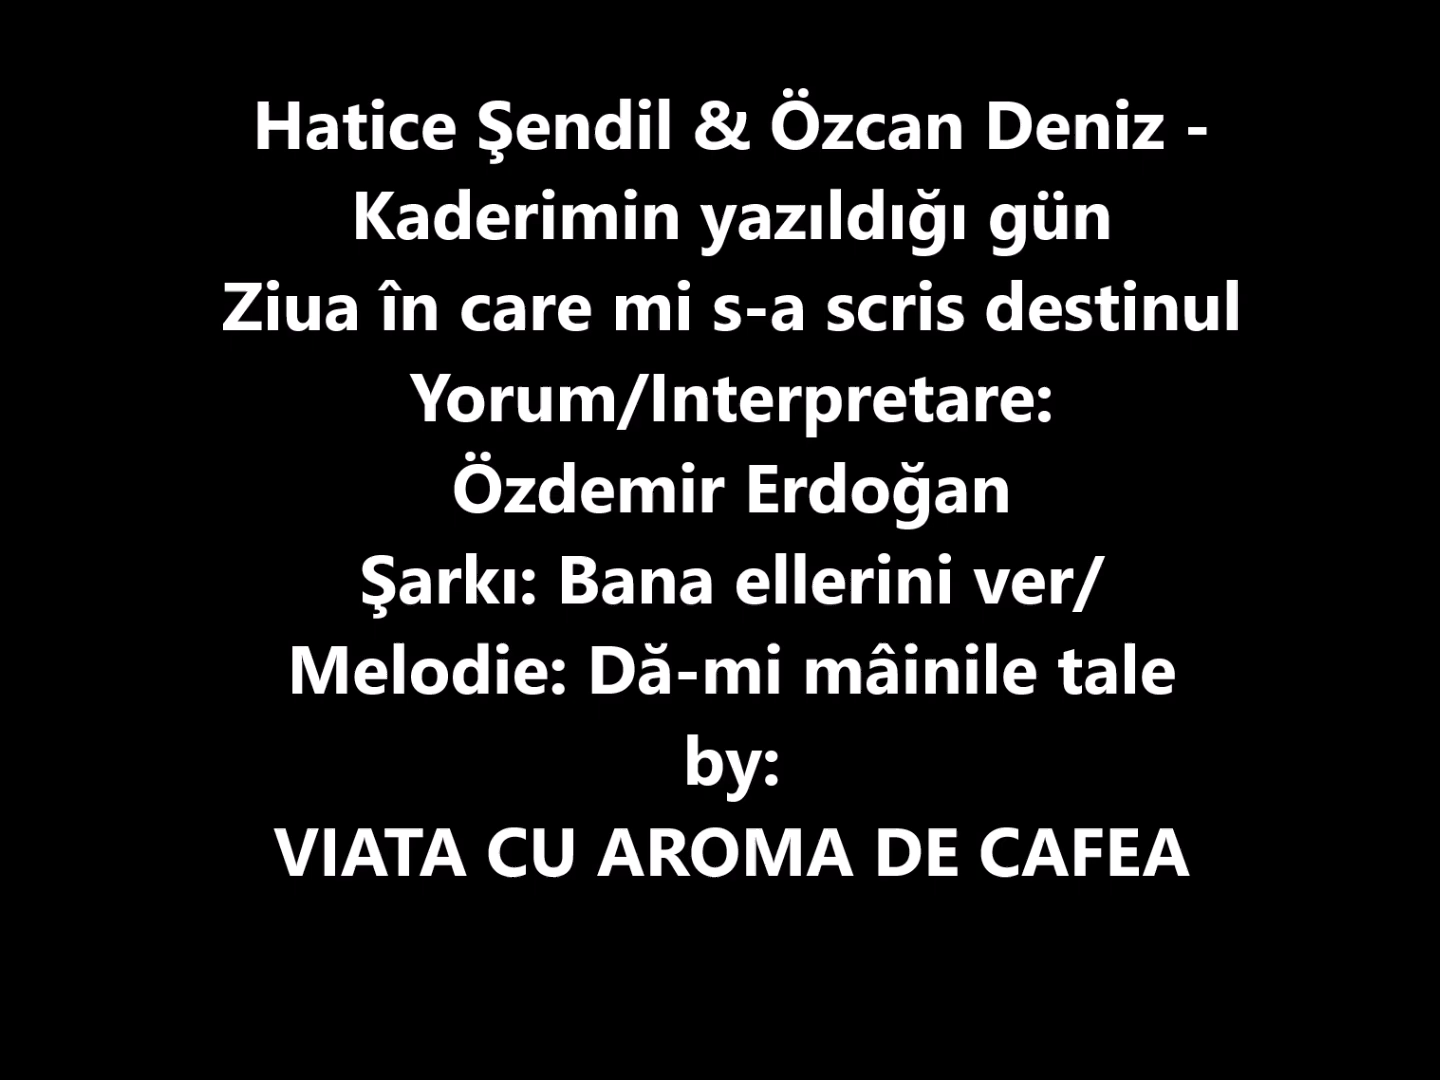 Hatice Şendil & Özcan Deniz -
Kaderimin yazıldığı gün
Ziua în care mi s-a scris destinul
Yorum/Interpretare:
Özdemir Erdoğan
Şarkı: Bana ellerini ver/
Melodie: Dă-mi mâinile tale
by:
VIATA CU AROMA DE CAFEA